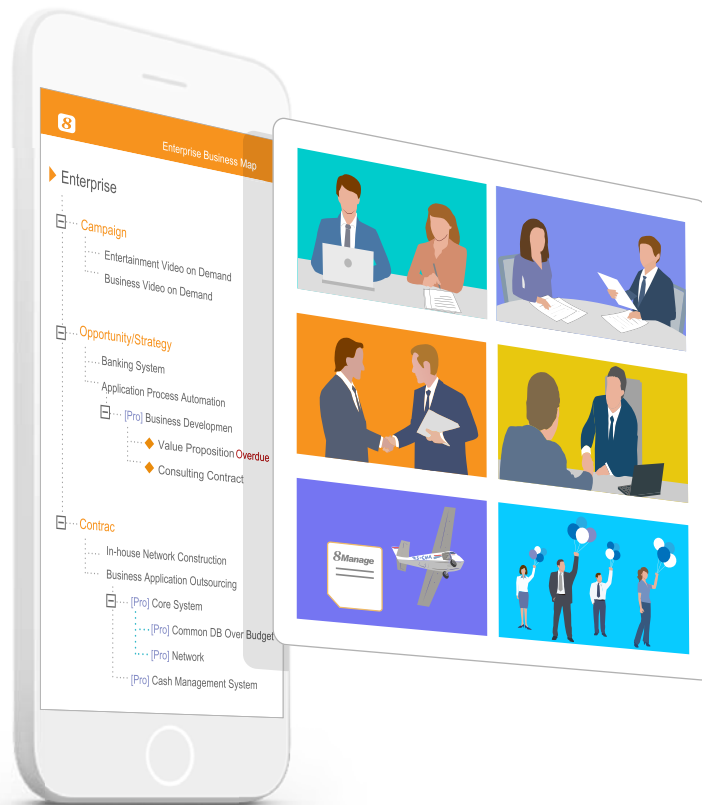 8
Enterprise Business Map
Enterprise
Campaign
Entertainment Video on Demand
Business Video on Demand
Opportunity/Strategy
Banking System
Application Process Automation
[Pro] Business Developmen
Value Proposition Overdue
Consulting Contract
Contrac
In-house Network Construction
Business Application Outsourcing
[Pro] Core System
[Pro] Common DB Over Budget
[Pro] Network
[Pro] Cash Management System
8Manage